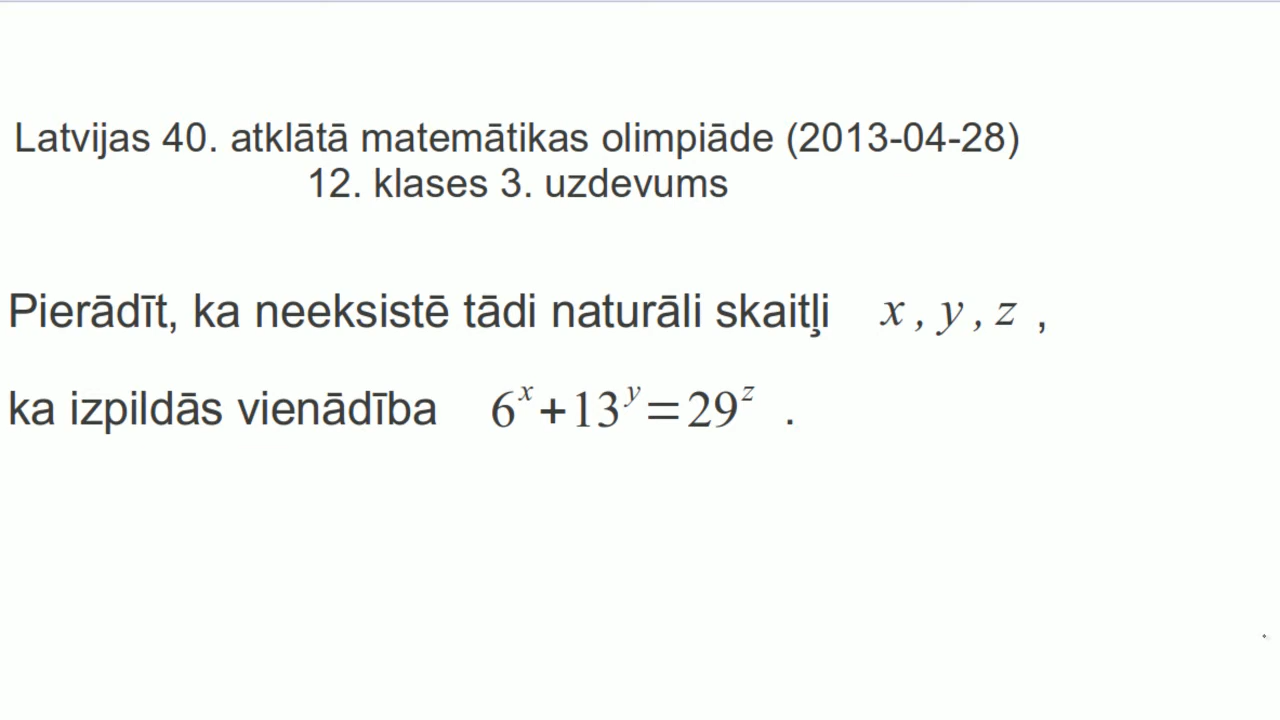 Latvijas 40. atklātā matemātikas olimpiāde (2013-04-28)
12. klases 3. uzdevums
Pierādīt, ka neeksistē tādi naturāli skaitļi x , y , z ,
ka izpildās vienādība 6^x+13^y=29^z .